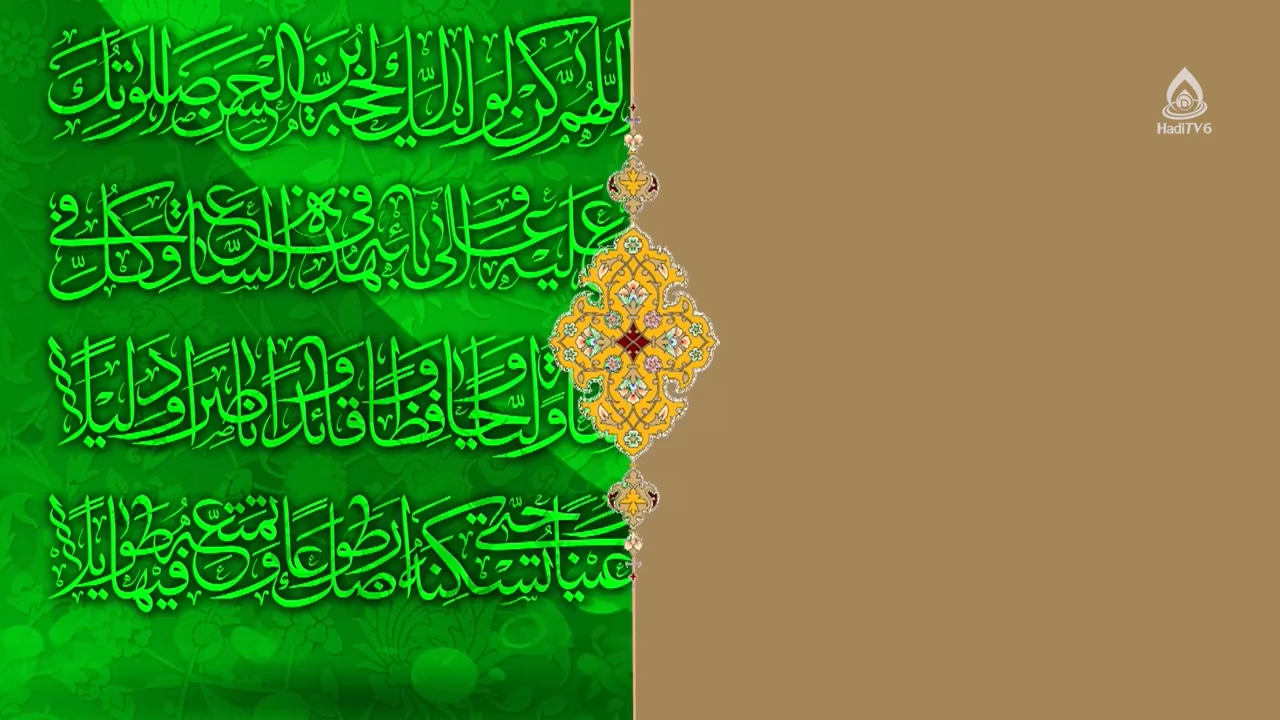 اللهم كن لوليك الحجة بن الحسن صلواتك
عليه وعلى آبائه في هذه الساعة وفي كل
ساعة وليا وحافظا وقائدا وناصرا ودليلا
وعينا حتى تسكنه أرضك طوعا وتمتعه فيها طويلا
HadiTV6